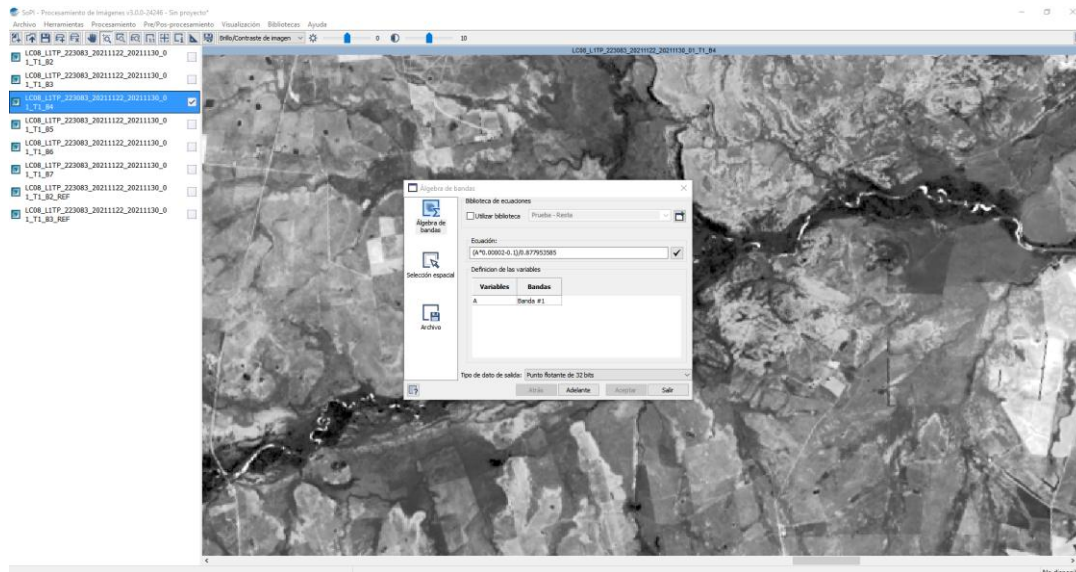 SoPI - Procesamiento de imágenes v3.0.0-34246 - Sin proyecto*
Archivo Herramientas Procesamiento Pre/Pos-procesamiento Visualización Bibliotecas Ayuda
Brillo/Contraste de imagen 0 10
LC08_L1TP_223083_20211122_20211130_01_T1_B4
LC08_L1TP_223083_20211122_20211130_0
1_T1_B2
LC08_L1TP_223083_20211122_20211130_0
1_T1_B3
LC08_L1TP_223083_20211122_20211130_0
1_T1_B4
LC08_L1TP_223083_20211122_20211130_0
1_T1_B5
LC08_L1TP_223083_20211122_20211130_0
1_T1_B6
LC08_L1TP_223083_20211122_20211130_0
1_T1_B7
LC08_L1TP_223083_20211122_20211130_0
1_T1_B2_REF
LC08_L1TP_223083_20211122_20211130_0
1_T1_B3_REF
Álgebra de bandas
Álgebra de
bandas
Selección espacial
Archivo
Biblioteca de ecuaciones
Utilizar biblioteca Prueba - Resta
Ecuación:
(A*0.00002-0.1)/0.877953585
Definicion de las variables
Variables Bandas
A Banda #1
Tipo de dato de salida: Punto flotante de 32 bits
Atrás Adelante Aceptar Salir